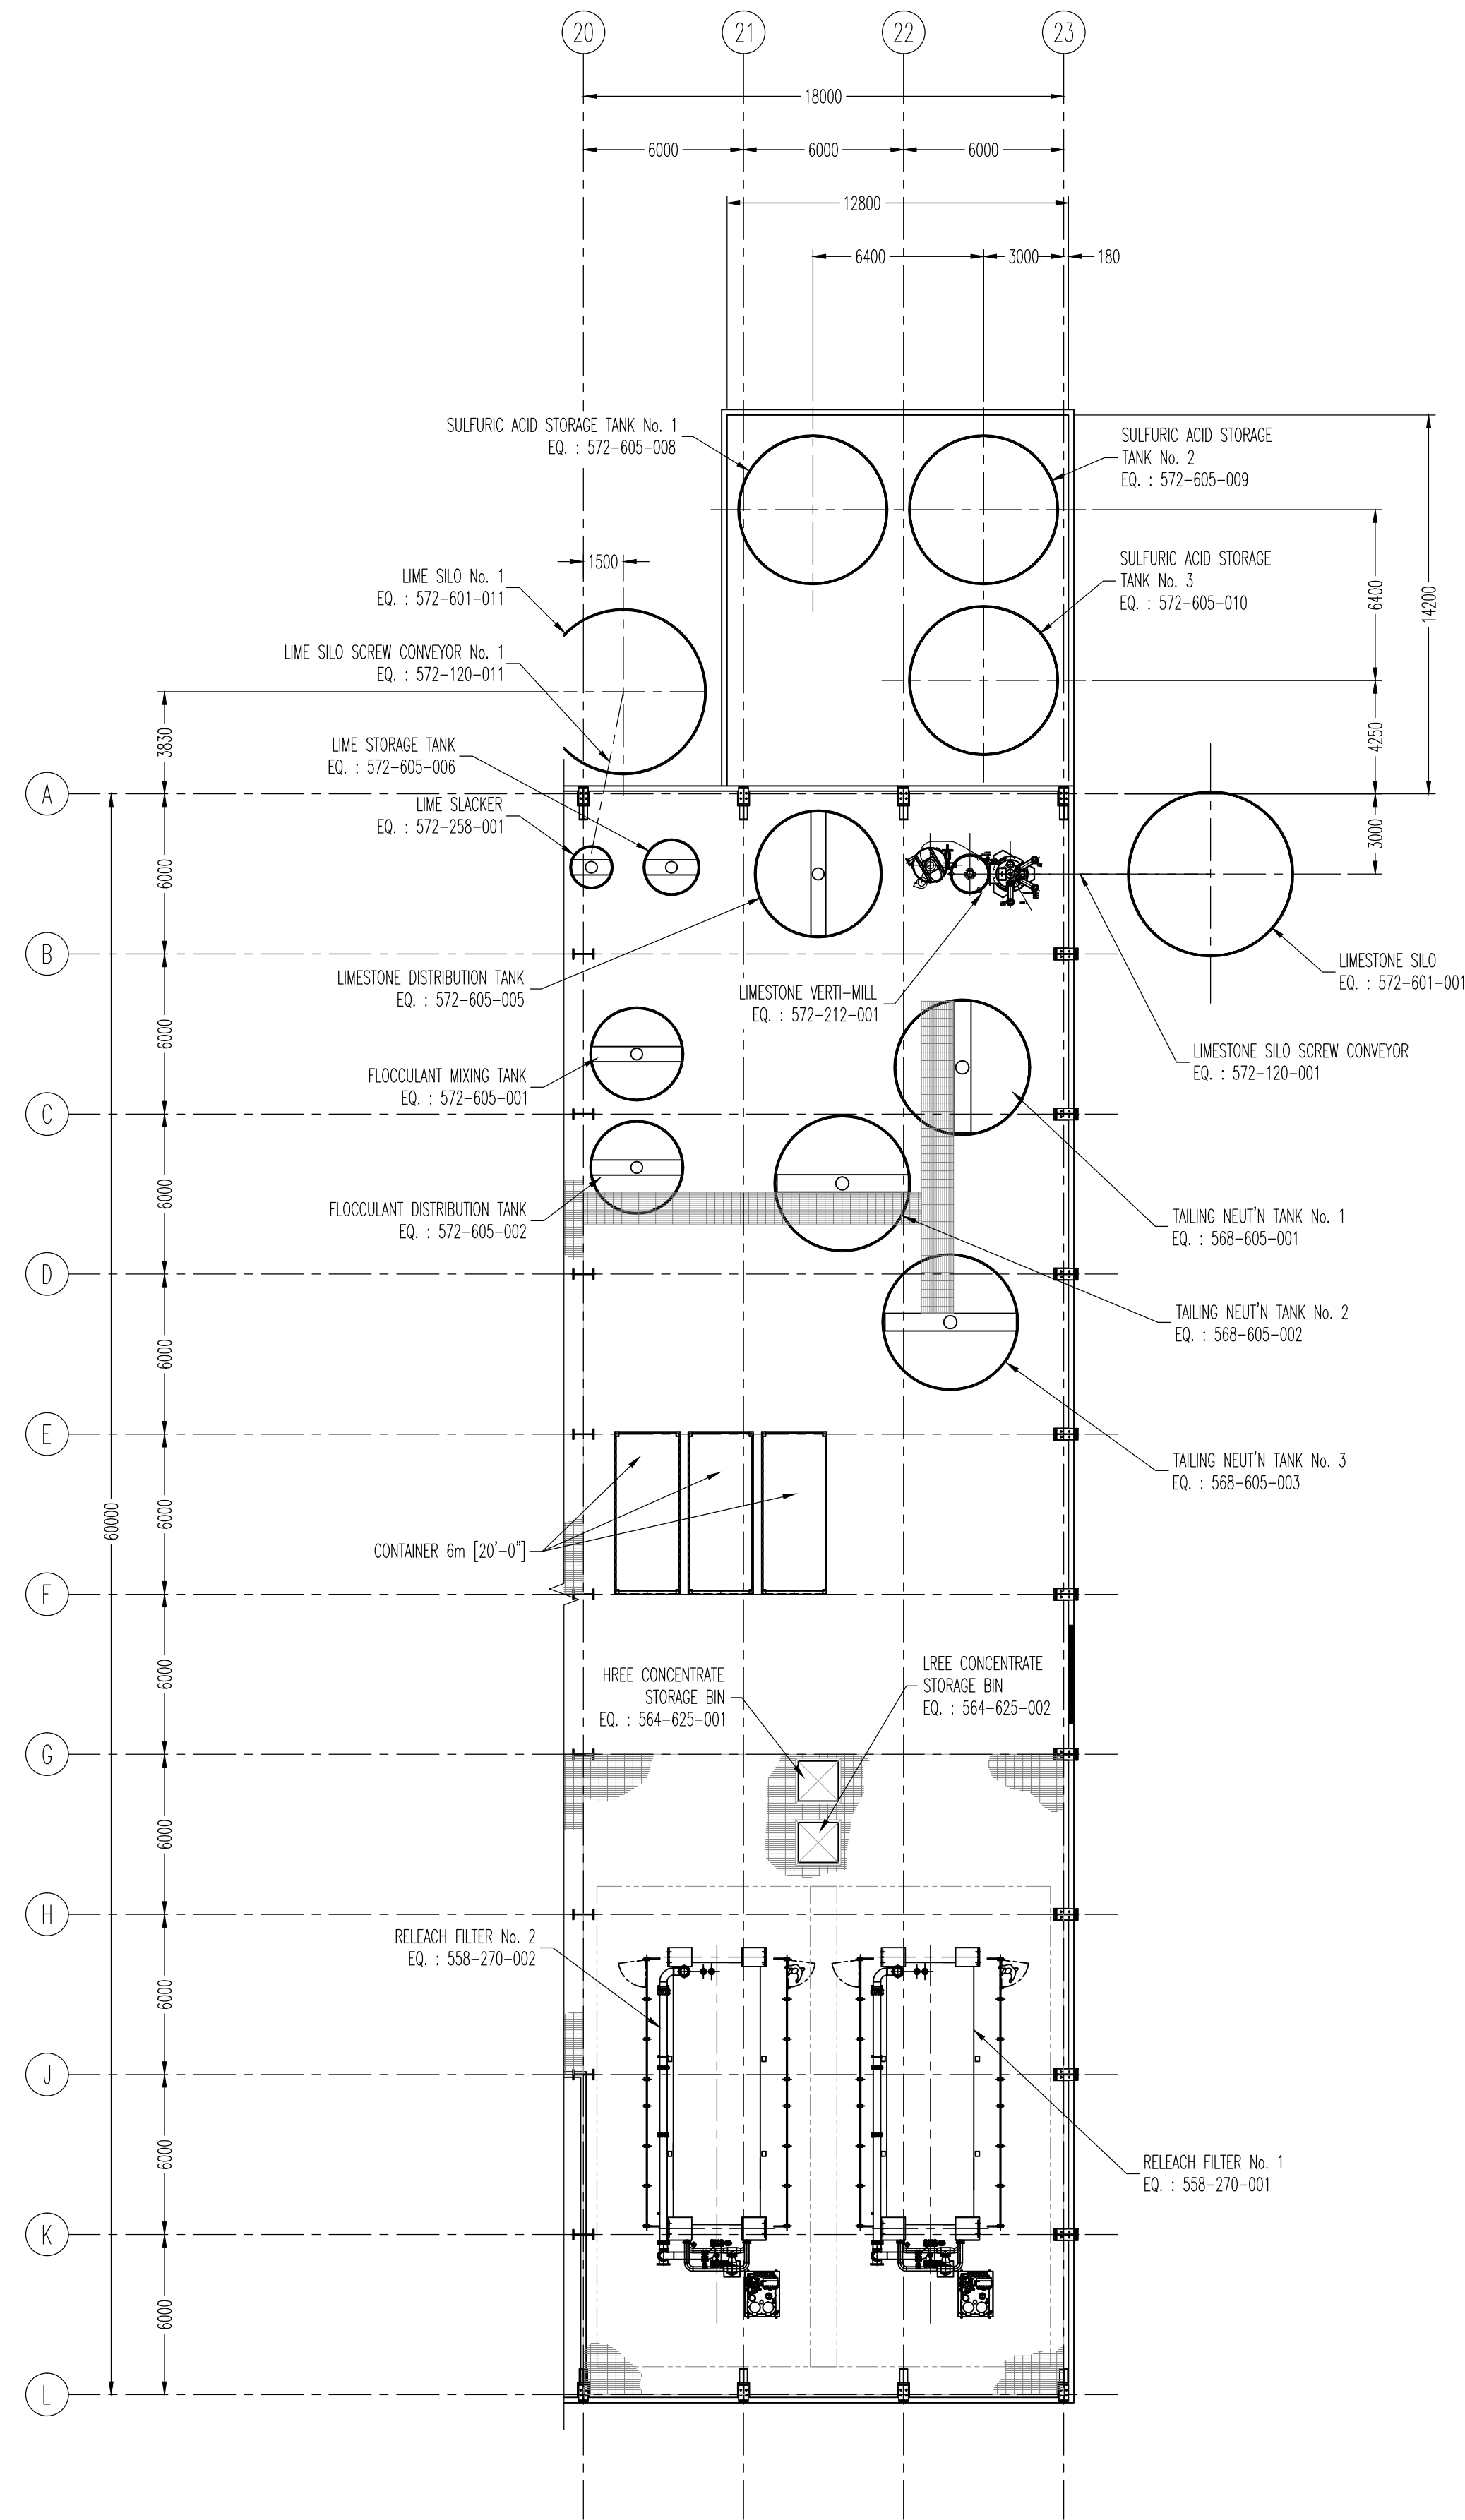 20
21
22
23
18000
6000
6000
6000
12800
6400
3000
180
SULFURIC ACID STORAGE TANK No. 1
EQ. : 572-605-008
SULFURIC ACID STORAGE
TANK No. 2
EQ. : 572-605-009
SULFURIC ACID STORAGE
TANK No. 3
EQ. : 572-605-010
6400
14200
4250
3000
1500
LIME SILO No. 1
EQ. : 572-601-011
LIME SILO SCREW CONVEYOR No. 1
EQ. : 572-120-011
3830
LIME STORAGE TANK
EQ. : 572-605-006
A
LIME SLACKER
EQ. : 572-258-001
6000
B
LIMESTONE DISTRIBUTION TANK
EQ. : 572-605-005
LIMESTONE VERTI-MILL
EQ. : 572-212-001
LIMESTONE SILO
EQ. : 572-601-001
6000
LIMESTONE SILO SCREW CONVEYOR
EQ. : 572-120-001
FLOCCULANT MIXING TANK
EQ. : 572-605-001
C
6000
FLOCCULANT DISTRIBUTION TANK
EQ. : 572-605-002
TAILING NEUT'N TANK No. 1
EQ. : 568-605-001
D
TAILING NEUT'N TANK No. 2
EQ. : 568-605-002
6000
E
TAILING NEUT'N TANK No. 3
EQ. : 568-605-003
60000
6000
CONTAINER 6m [20'-0"]
F
6000
HREE CONCENTRATE
STORAGE BIN
EQ. : 564-625-001
LREE CONCENTRATE
STORAGE BIN
EQ. : 564-625-002
G
6000
H
RELEACH FILTER No. 2
EQ. : 558-270-002
6000
J
6000
RELEACH FILTER No. 1
EQ. : 558-270-001
K
6000
L